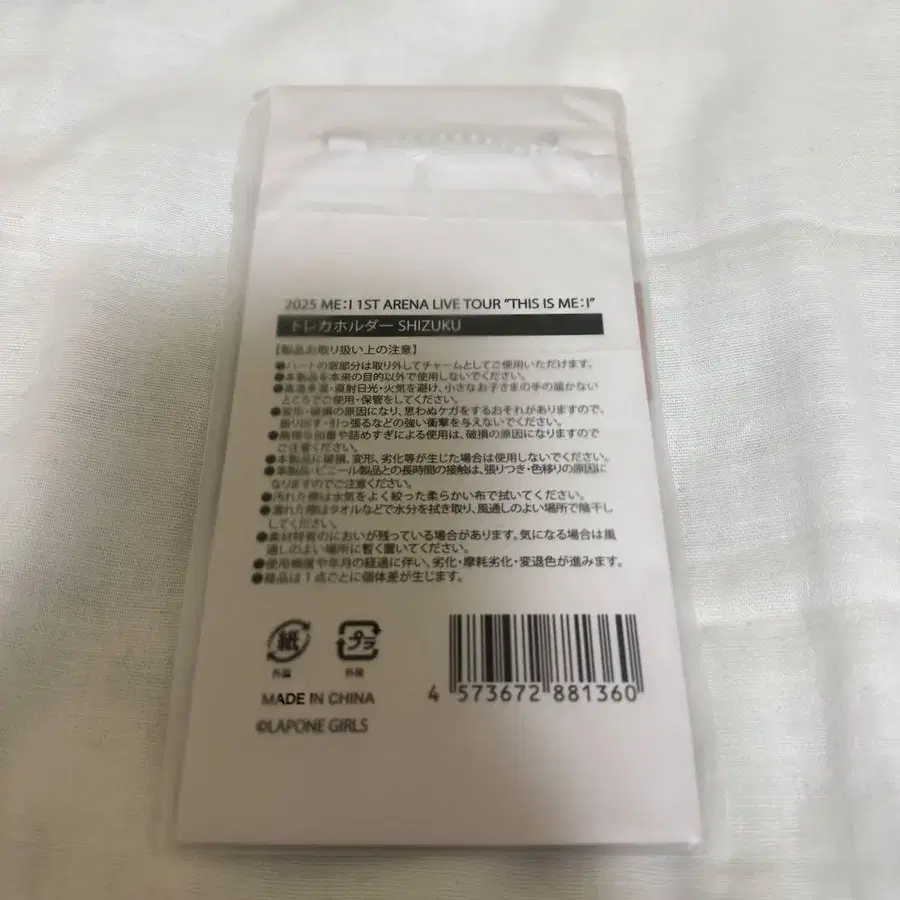 2025 ME:I 1ST ARENA LIVE TOUR "THIS IS ME:I"
トレカホルダー SHIZUKU
【製品お取り扱い上の注意】
●ハートの窓部分は取り外してチャームとしてご使用いただけます。
●本製品を本来の目的以外で使用しないでください。
●高温多湿・直射日光・火気を避け、小さなお子さまの手の届かない
ところでご使用・保管をしてください。
●変形・破損の原因になり、思わぬケガをするおそれがありますので、
振り回す・引っ張るなどの強い衝撃を与えないでください。
●無理な加重や詰めすぎによる使用は、破損の原因になりますので
ご注意ください。
●本製品に破損、変形、劣化等が生じた場合は使用しないでください。
●革製品・ビニール製品との長時間の接触は、張りつき・色移りの原因に
なりますのでご注意ください。
●汚れた際は水気をよく絞った柔らかい布で拭いてください。
●濡れた際はタオルなどで水分を拭き取り、風通しのよい場所で陰干し
してください。
●素材特有のにおいが残っている場合があります。気になる場合は風
通しのよい場所に暫く置いてください。
●使用頻度や年月の経過に伴い、劣化・摩耗劣化・変退色が進みます。
●商品は1点ごとに個体差が生じます。
紙 プラ
外装 外装
MADE IN CHINA
©LAPONE GIRLS
4 573672 881360